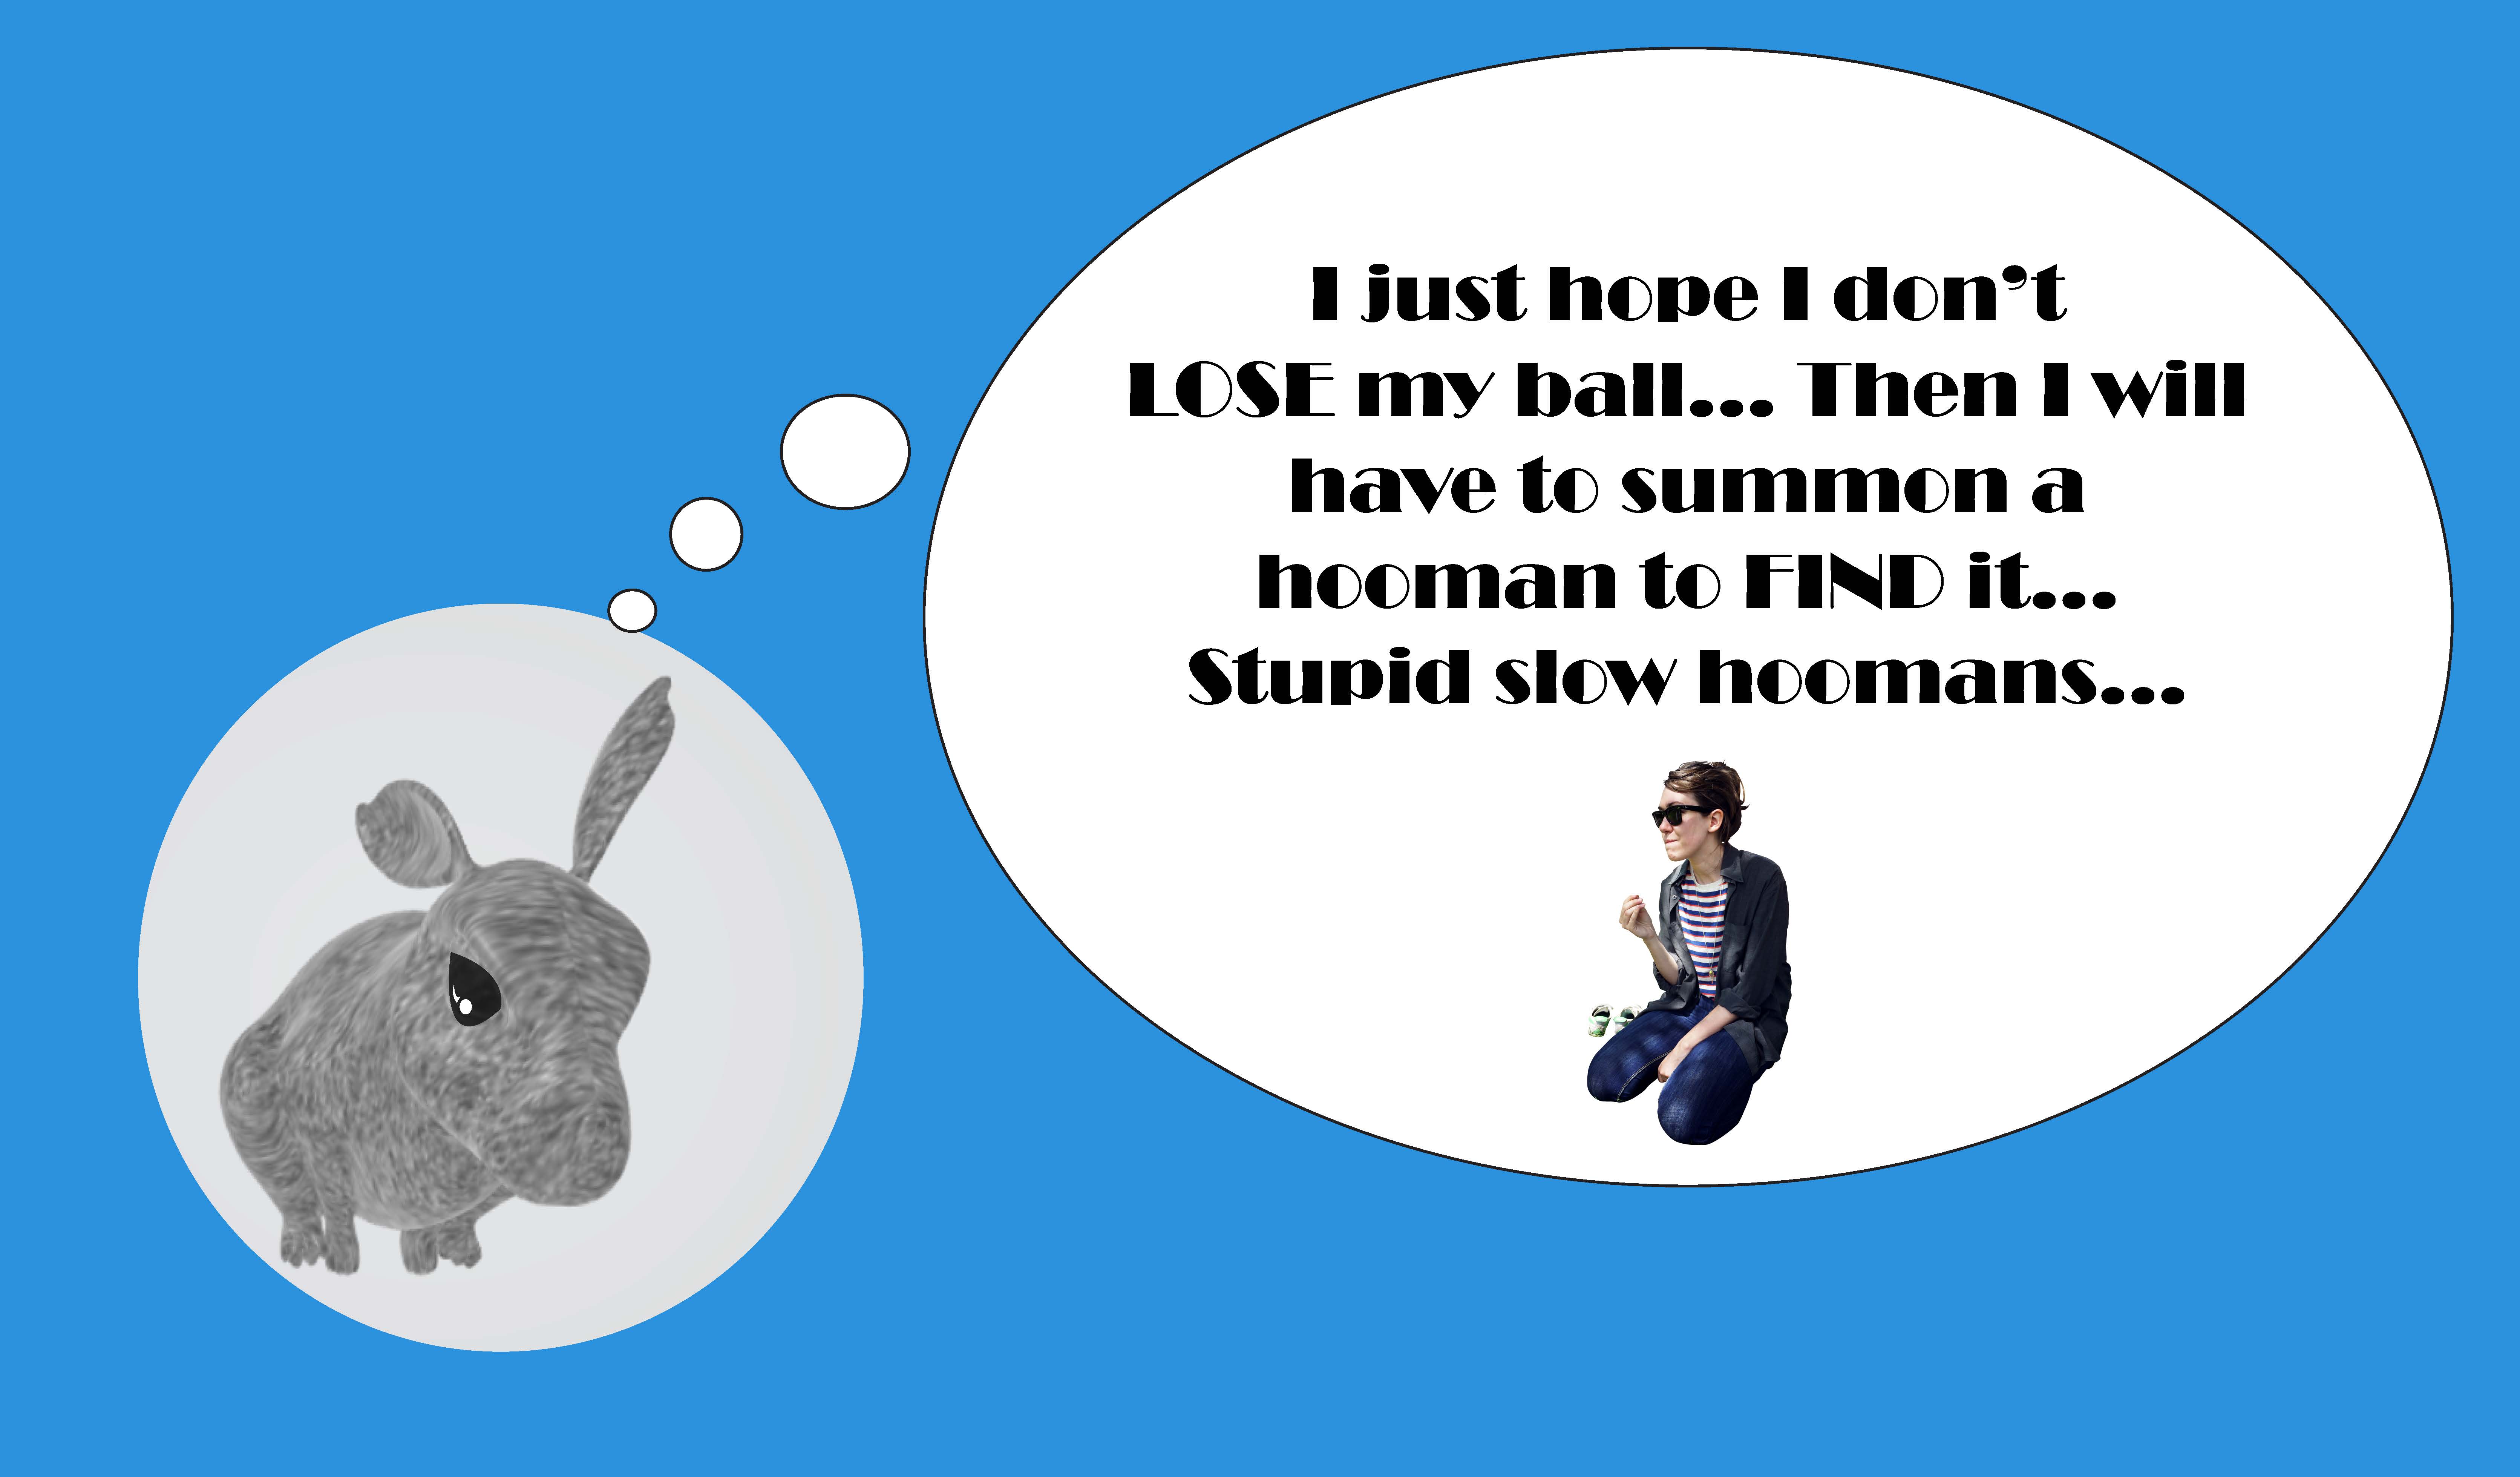 I just hope I don't
LOSE my ball... Then I will
have to summon a
hooman to FIND it...
Stupid slow hoomans...